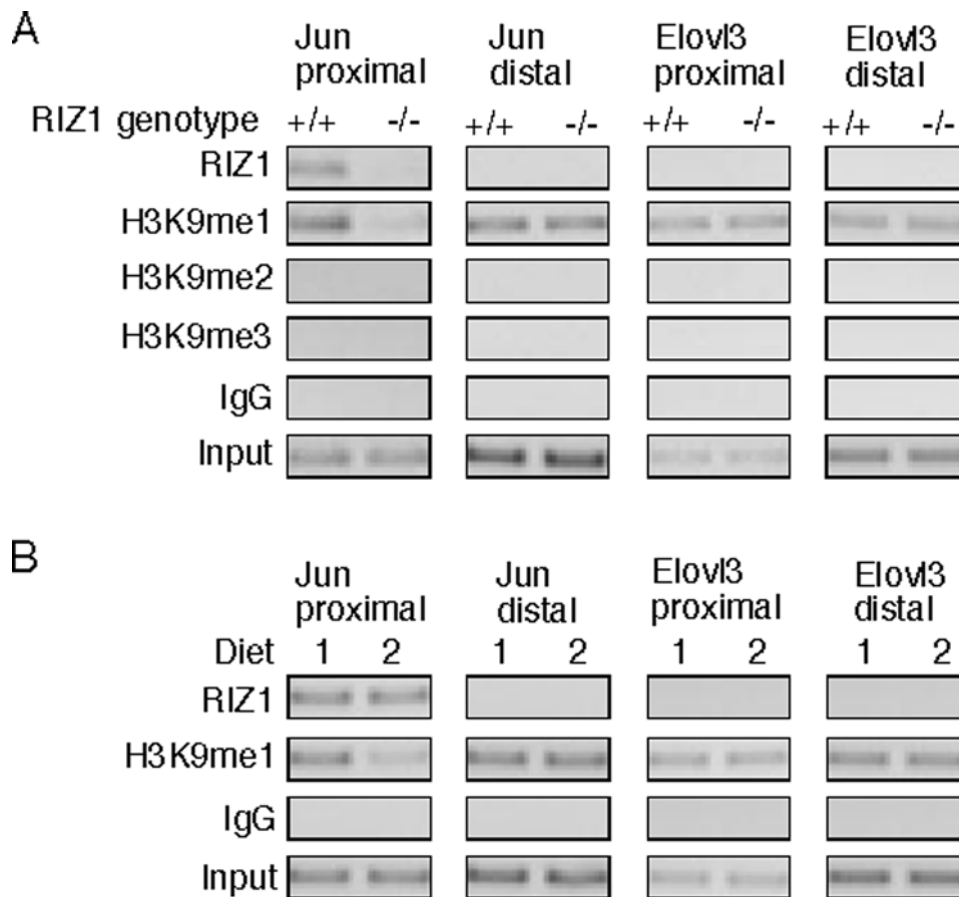 A
Jun proximal
Jun distal
Elovl3 proximal
Elovl3 distal
RIZ1 genotype +/+ -/- +/+ -/- +/+ -/- +/+ -/-
RIZ1
H3K9me1
H3K9me2
H3K9me3
IgG
Input
B
Jun proximal
Jun distal
Elovl3 proximal
Elovl3 distal
Diet 1 2 1 2 1 2 1 2
RIZ1
H3K9me1
IgG
Input